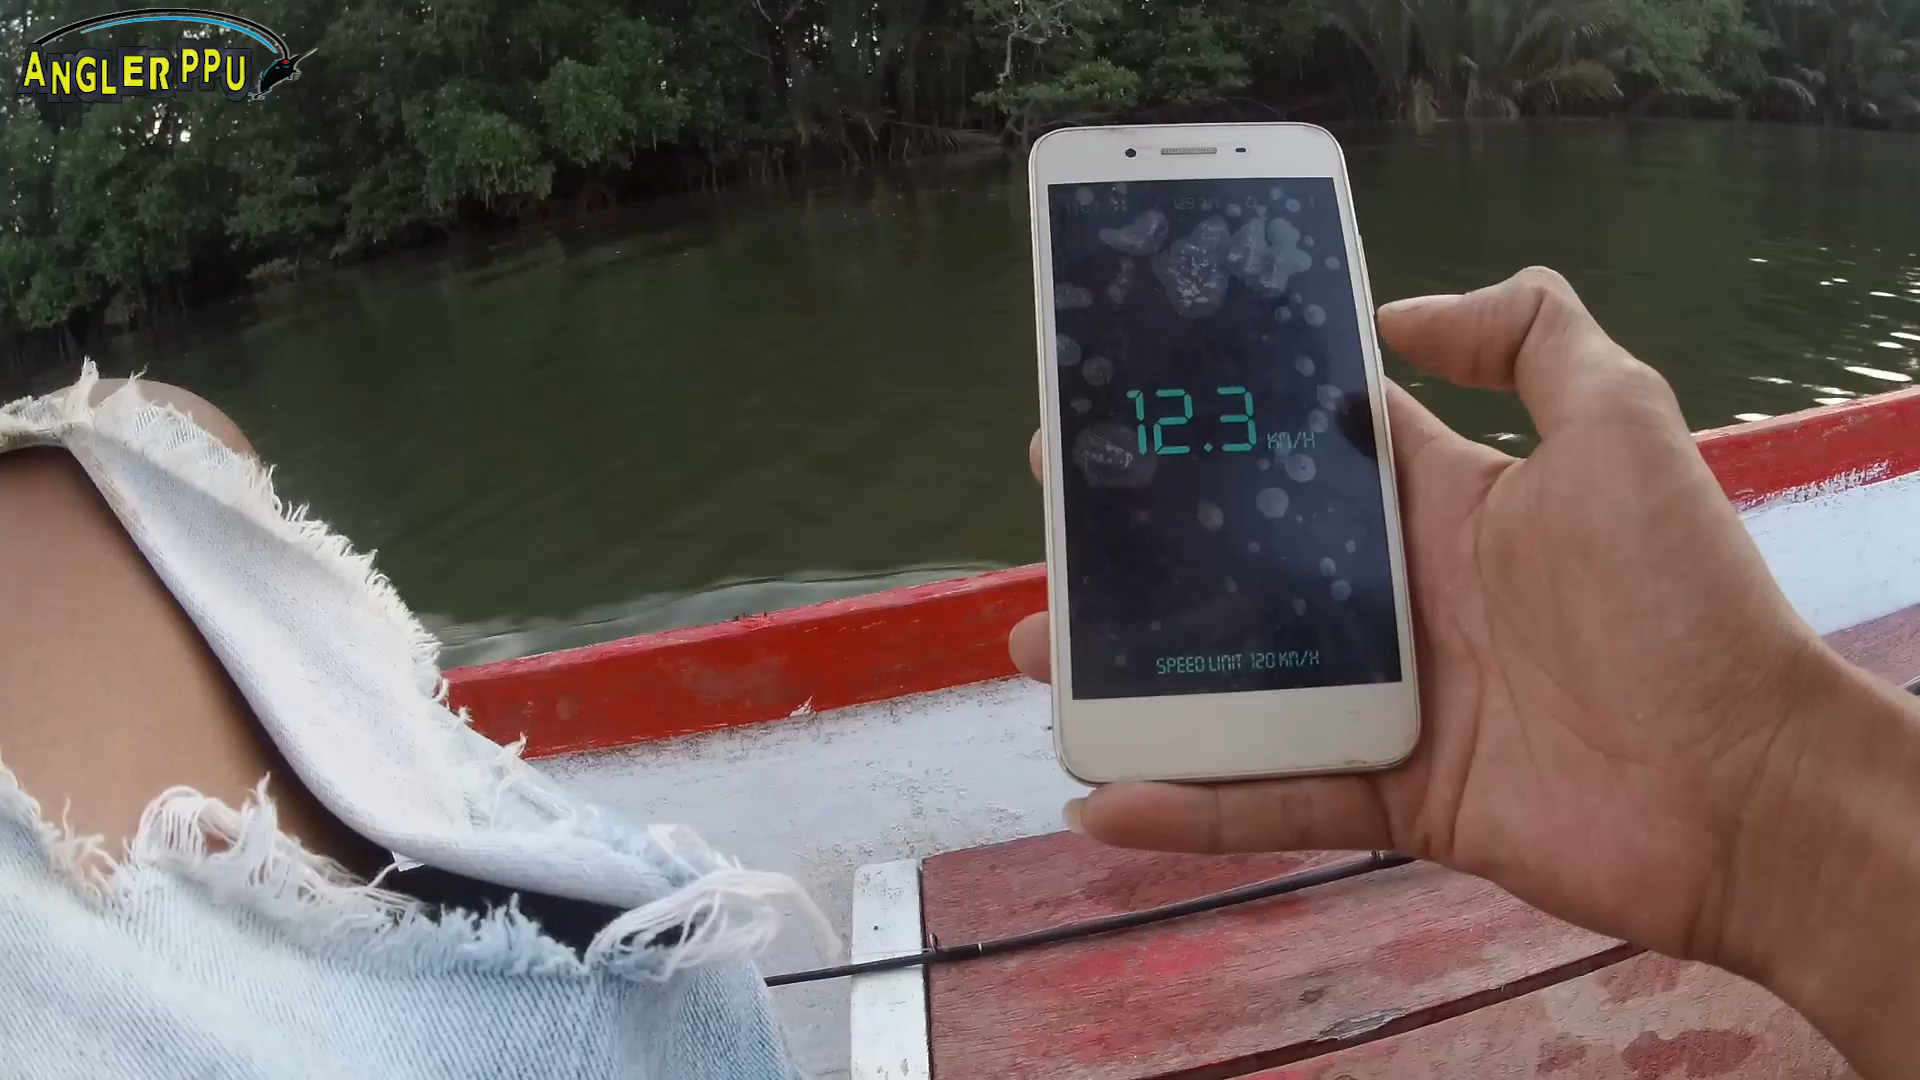 ANGLER PPU
12.3 KM/H
SPEED LIMIT 120 KM/H